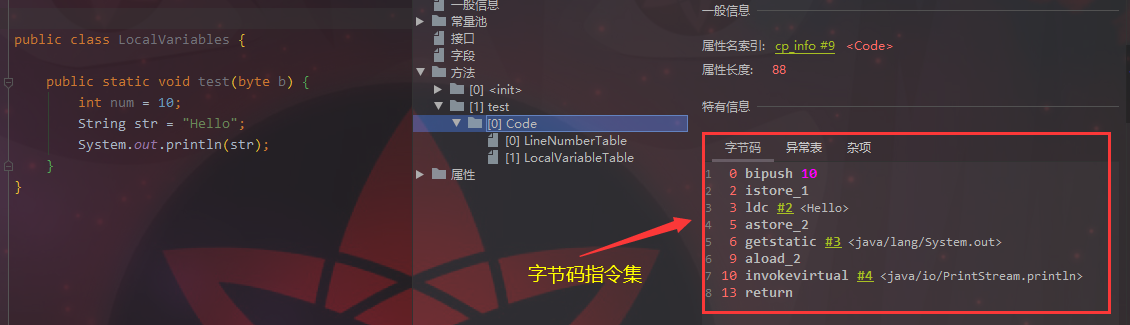 public class LocalVariables {
public static void test(byte b) {
int num = 10;
String str = "Hello";
System.out.println(str);
}
}
一般信息
常量池
接口
字段
方法
[0] <init>
[1] test
[0] Code
[0] LineNumberTable
[1] LocalVariableTable
属性
字节码指令集
一般信息
属性名索引: cp_info #9 <Code>
属性长度: 88
特有信息
字节码 异常表 杂项
1 0 bipush 10
2 2 istore_1
3 3 ldc #2 <Hello>
4 5 astore_2
5 6 getstatic #3 <java/lang/System.out>
6 9 aload_2
7 10 invokevirtual #4 <java/io/PrintStream.println>
8 13 return